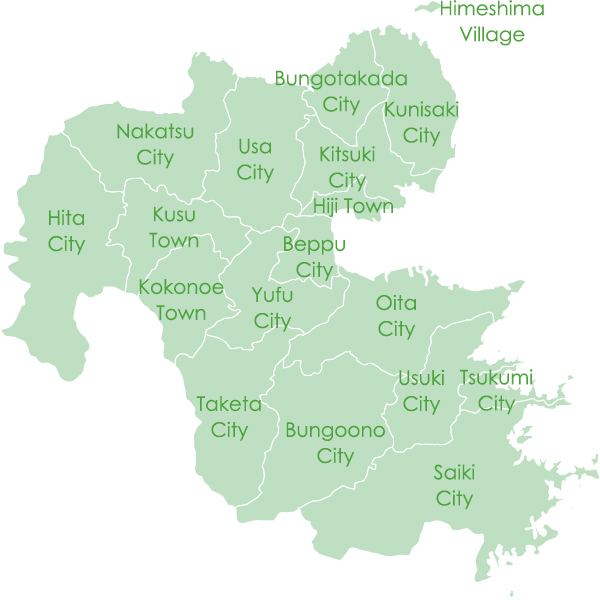 Himeshima
Village
Bungotakada
City
Kunisaki
City
Nakatsu
City
Usa
City
Kitsuki
City
Hiji Town
Hita
City
Kusu
Town
Beppu
City
Kokonoe
Town
Yufu
City
Oita
City
Usuki
City
Tsukumi
City
Taketa
City
Bungoono
City
Saiki
City